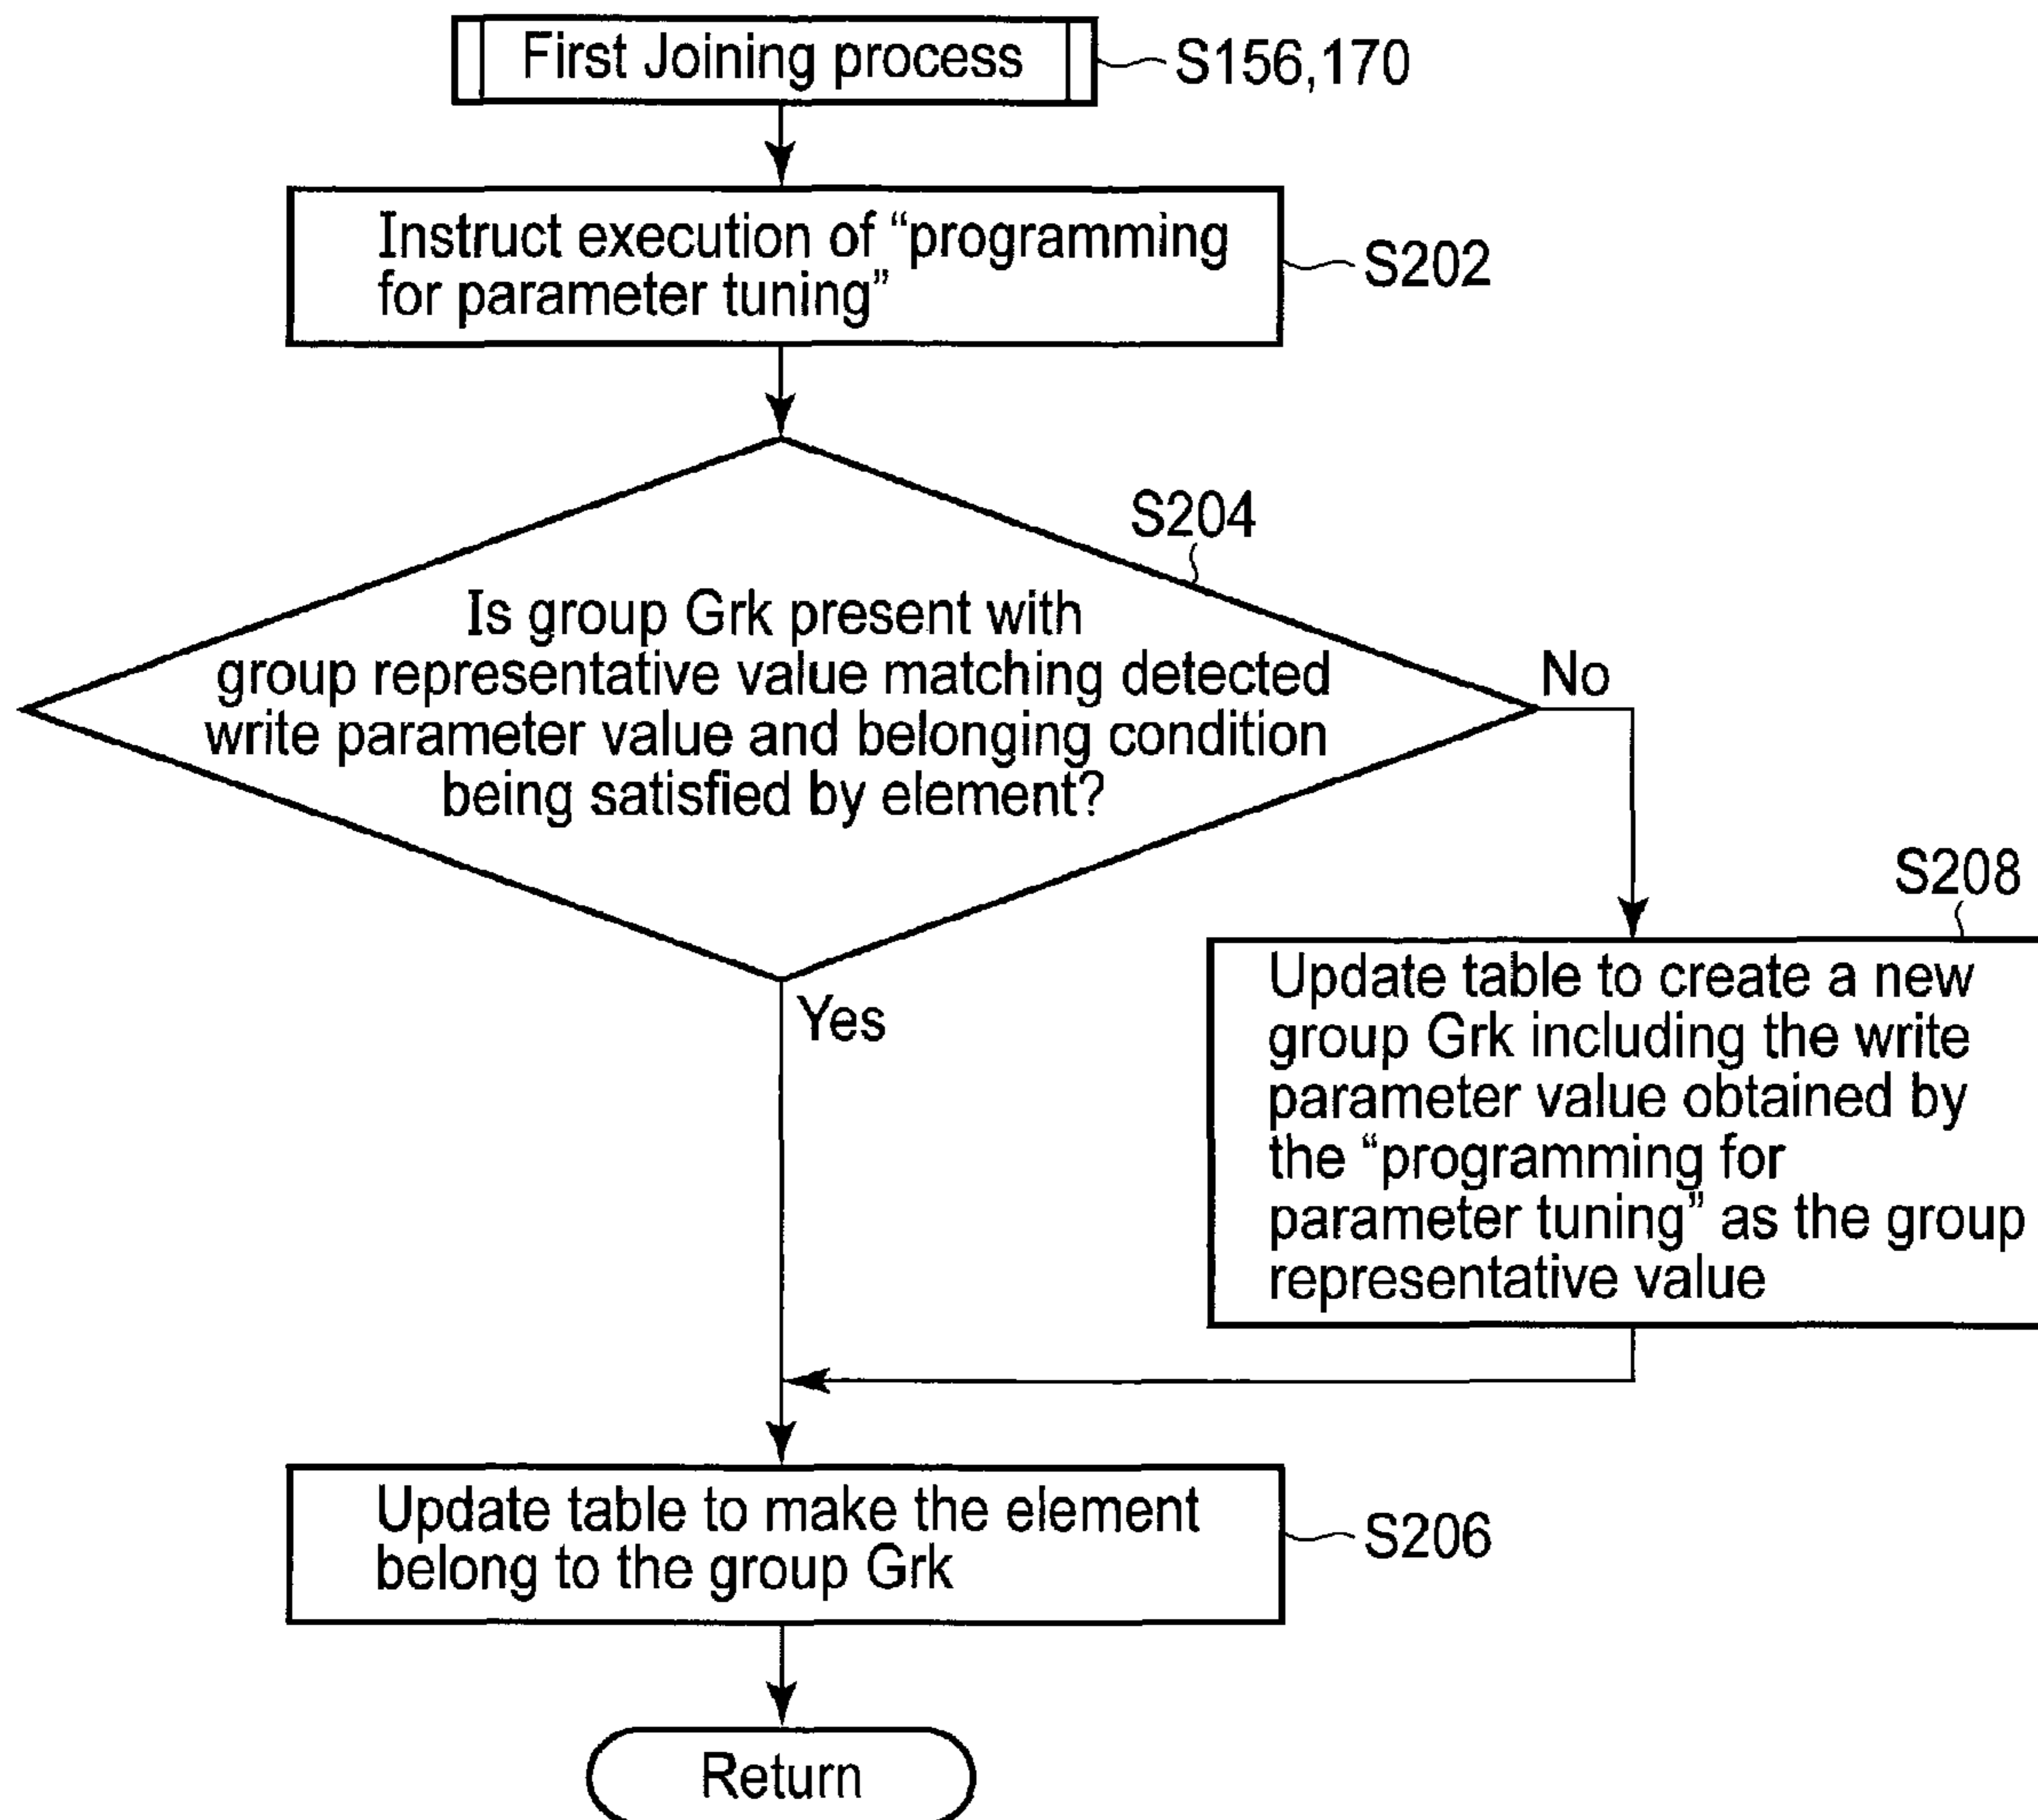 First Joining process
S156,170
Instruct execution of “programming
for parameter tuning”
S202
S204
Is group Grk present with
group representative value matching detected
write parameter value and belonging condition
being satisfied by element?
No
Yes
S208
Update table to create a new
group Grk including the write
parameter value obtained by
the “programming for
parameter tuning” as the group
representative value
Update table to make the element
belong to the group Grk
S206
Return